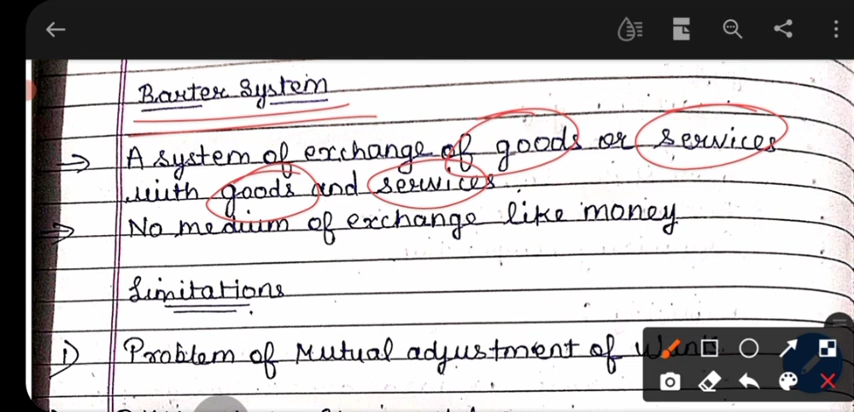 Barter System
⇒ A system of exchange of goods or services
with goods and services.
⇒ No medium of exchange like money
Limitations
1) Problem of Mutual adjustment of